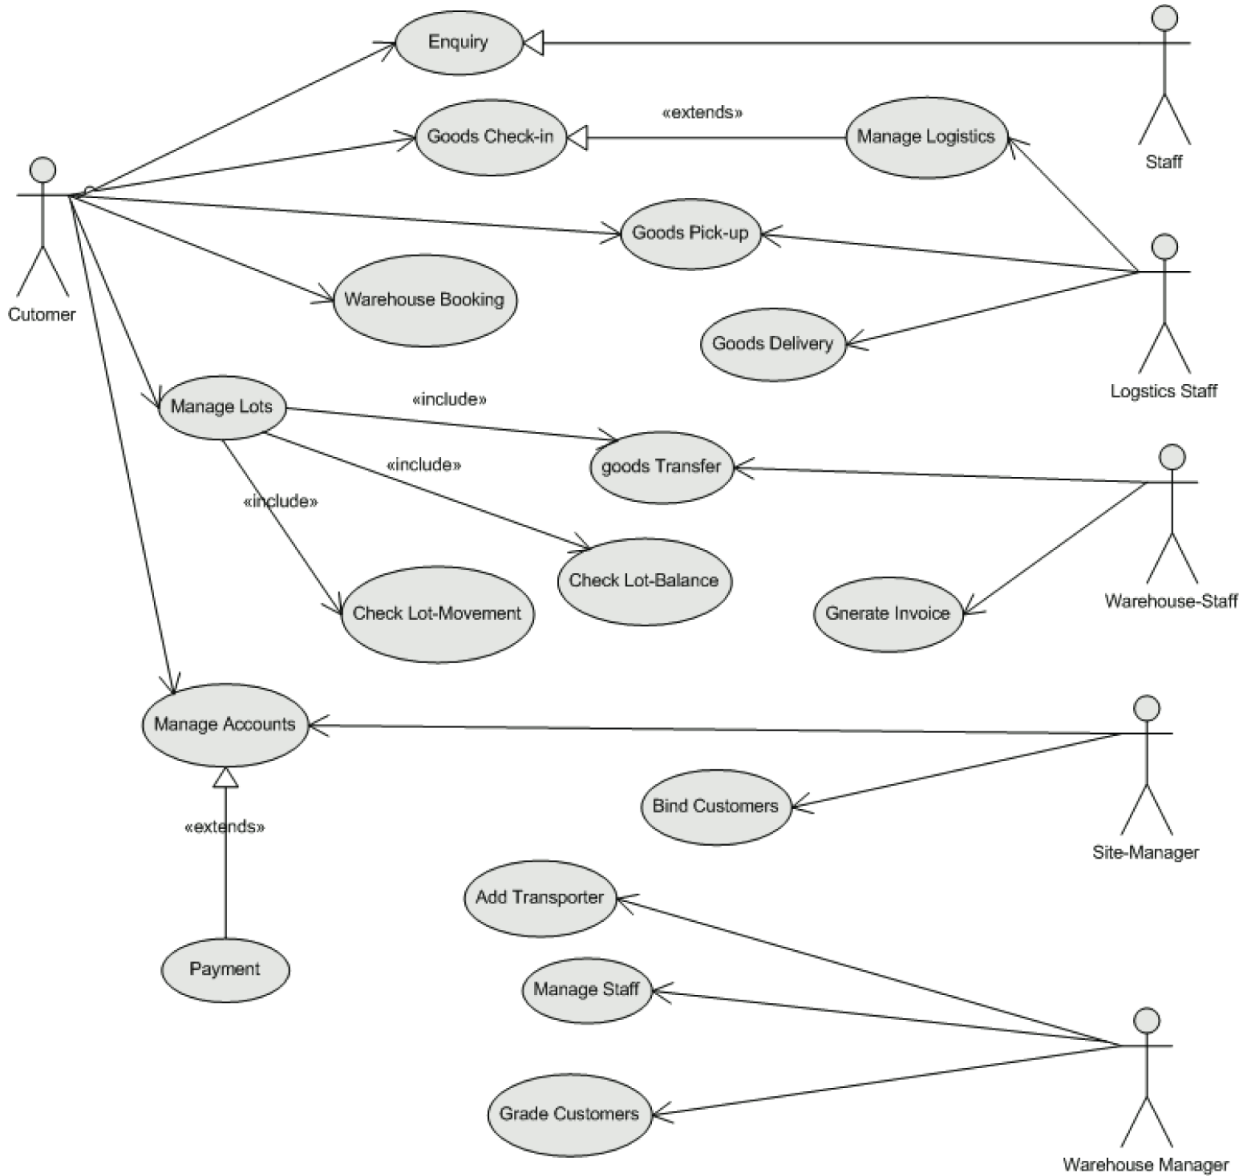 Enquiry
«extends»
Goods Check-in
Manage Logistics
Staff
Goods Pick-up
Warehouse Booking
Cutomer
Goods Delivery
Logstics Staff
Manage Lots
«include»
«include»
goods Transfer
«include»
Check Lot-Balance
Check Lot-Movement
Gnerate Invoice
Warehouse-Staff
Manage Accounts
Bind Customers
«extends»
Site-Manager
Add Transporter
Payment
Manage Staff
Grade Customers
Warehouse Manager